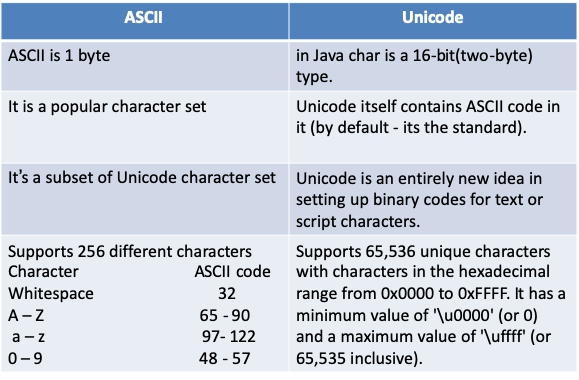 ASCII Unicode
ASCII is 1 byte
in Java char is a 16-bit(two-byte)
type.
It is a popular character set
Unicode itself contains ASCII code in
it (by default - its the standard).
It's a subset of Unicode character set
Unicode is an entirely new idea in
setting up binary codes for text or
script characters.
Supports 256 different characters
Character ASCII code
Whitespace 32
A – Z 65 - 90
a – z 97- 122
0 – 9 48 - 57
Supports 65,536 unique characters
with characters in the hexadecimal
range from 0x0000 to 0xFFFF. It has a
minimum value of '\u0000' (or 0)
and a maximum value of '\uffff' (or
65,535 inclusive).